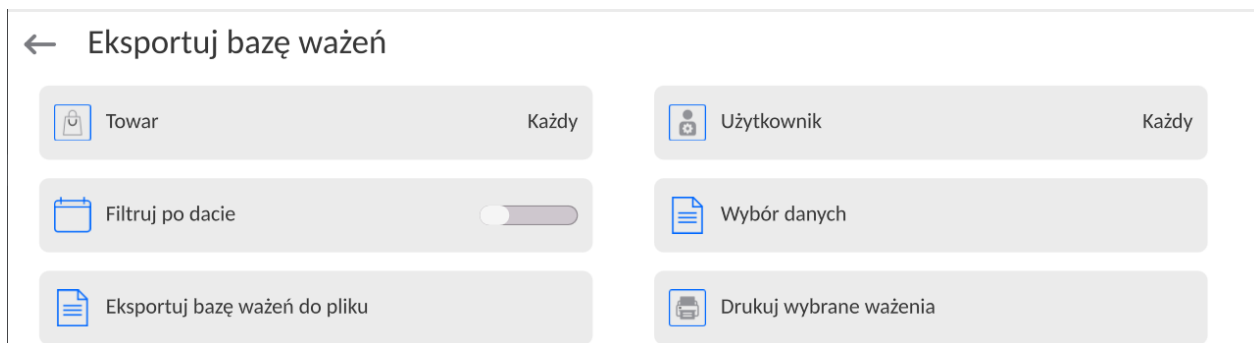 Eksportuj bazę ważeń
Towar Każdy
Użytkownik Każdy
Filtruj po dacie
Wybór danych
Eksportuj bazę ważeń do pliku
Drukuj wybrane ważenia